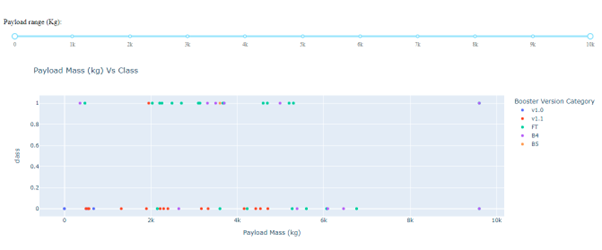 Payload range (Kg):
0 1k 2k 3k 4k 5k 6k 7k 8k 9k 10k
Payload Mass (kg) Vs Class
Booster Version Category
v1.0
v1.1
FT
B4
B5
1
0.8
0.6
0.4
0.2
0
class
0 2k 4k 6k 8k 10k
Payload Mass (kg)